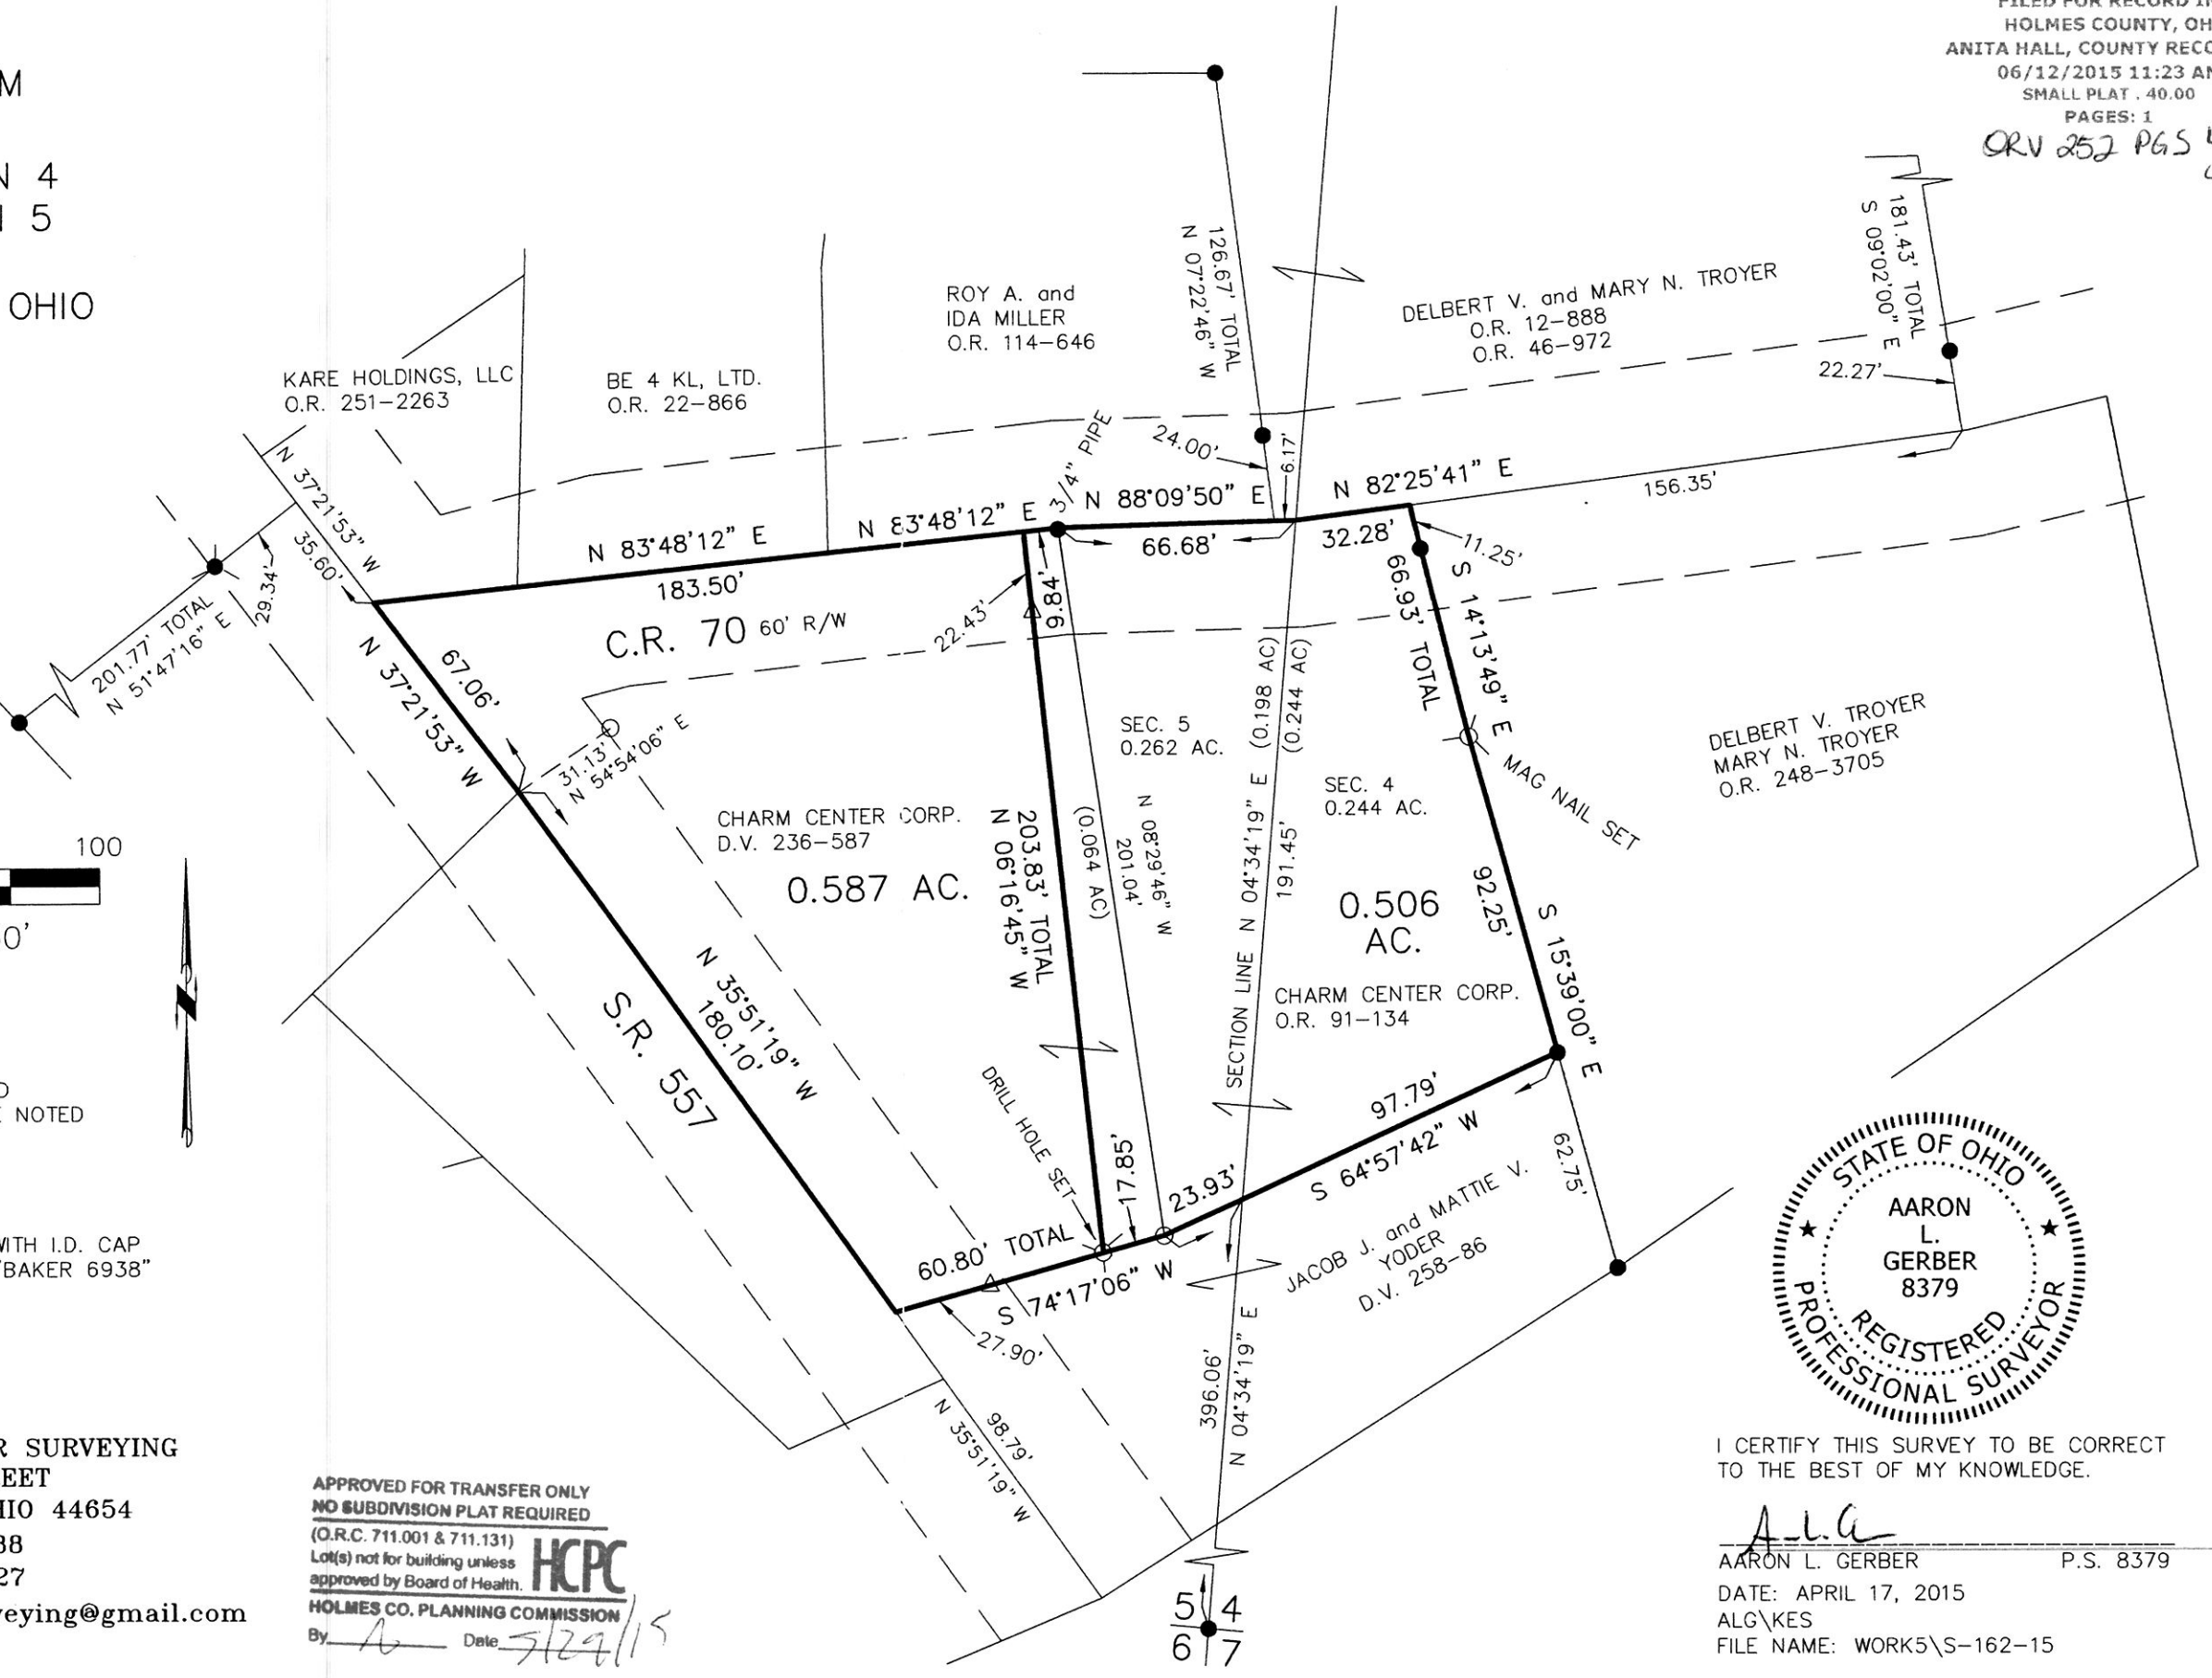 FILED FOR RECORD IN
HOLMES COUNTY, OH
ANITA HALL, COUNTY RECO
06/12/2015 11:23 AM
SMALL PLAT . 40.00
PAGES: 1
ORV 252 PGS
M
N 4
N 5
OHIO
126.67' TOTAL
N 07°22'46" W
181.43' TOTAL
S 09°02'00" E
22.27'
ROY A. and
IDA MILLER
O.R. 114-646
DELBERT V. and MARY N. TROYER
O.R. 12-888
O.R. 46-972
KARE HOLDINGS, LLC
O.R. 251-2263
BE 4 KL, LTD.
O.R. 22-866
3/4" PIPE
24.00'
6.17'
N 37°21'53" W
35.60'
29.34'
201.77' TOTAL
N 51°47'16" E
N 83°48'12" E
183.50'
N 83°48'12" E
N 88°09'50" E
66.68'
N 82°25'41" E
32.28'
156.35'
11.25'
C.R. 70 60' R/W
22.43'
9.84'
66.93' TOTAL
S 14°13'49" E
67.06'
N 37°21'53" W
31.13'
N 54°54'06" E
SEC. 5
0.262 AC.
(0.198 AC)
(0.244 AC)
SEC. 4
0.244 AC.
MAG NAIL SET
DELBERT V. TROYER
MARY N. TROYER
O.R. 248-3705
CHARM CENTER CORP.
D.V. 236-587
0.587 AC.
203.83' TOTAL
N 06°16'45" W
(0.064 AC)
N 08°29'46" W
201.04'
SECTION LINE N 04°34'19" E
191.45'
0.506
AC.
CHARM CENTER CORP.
O.R. 91-134
92.25'
S 15°39'00" E
100
0'
N 35°51'19" W
180.10'
S.R. 557
DRILL HOLE SET
17.85'
23.93'
97.79'
S 64°57'42" W
62.75'
60.80' TOTAL
S 74°17'06" W
27.90'
JACOB J. and MATTIE V.
YODER
D.V. 258-86
396.06'
N 04°34'19" E
98.79'
N 35°51'19" W
5 4
6 7
D
E NOTED
WITH I.D. CAP
"BAKER 6938"
R SURVEYING
EET
HIO 44654
88
27
veying@gmail.com
APPROVED FOR TRANSFER ONLY
NO SUBDIVISION PLAT REQUIRED
(O.R.C. 711.001 & 711.131)
Lot(s) not for building unless
approved by Board of Health.
HCPC
HOLMES CO. PLANNING COMMISSION
By Date 5/29/15
STATE OF OHIO
AARON
L.
GERBER
8379
REGISTERED
PROFESSIONAL SURVEYOR
I CERTIFY THIS SURVEY TO BE CORRECT
TO THE BEST OF MY KNOWLEDGE.
AARON L. GERBER P.S. 8379
DATE: APRIL 17, 2015
ALG\KES
FILE NAME: WORK5\S-162-15